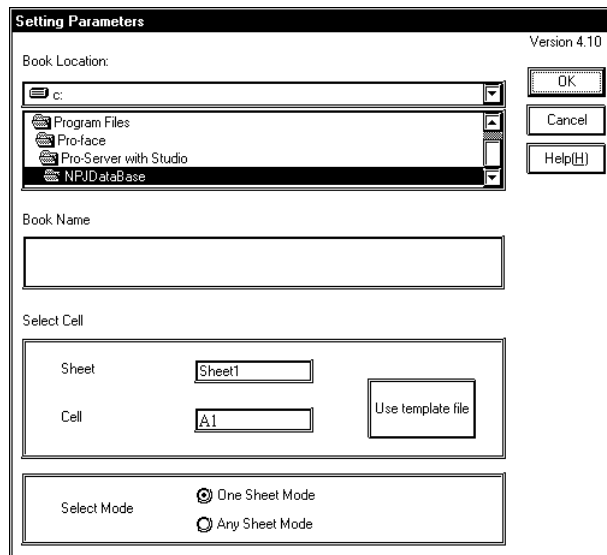 Setting Parameters
Version 4.10
Book Location:
c:
OK
Program Files
Pro-face
Pro-Server with Studio
NPJDataBase
Cancel
Help(H)
Book Name
Select Cell
Sheet
Sheet1
Cell
A1
Use template file
Select Mode
One Sheet Mode
Any Sheet Mode